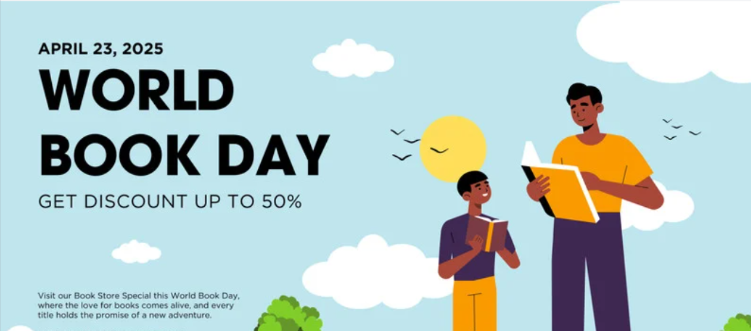 APRIL 23, 2025
WORLD
BOOK DAY
GET DISCOUNT UP TO 50%
Visit our Book Store Special this World Book Day,
where the love for books comes alive, and every
title holds the promise of a new adventure.